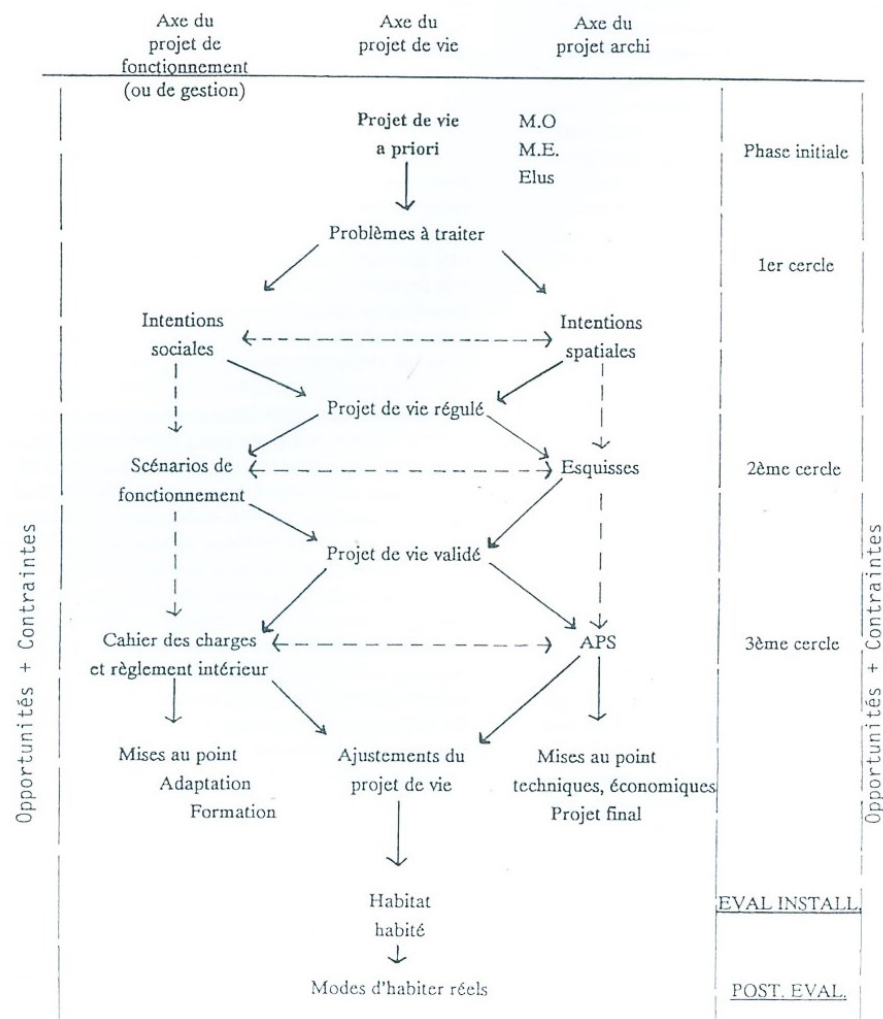 Axe du
projet de
fonctionnement
(ou de gestion)
Axe du
projet de vie
Axe du
projet archi
Projet de vie
a priori
M.O
M.E.
Elus
Phase initiale
Problèmes à traiter
1er cercle
Intentions
sociales
Intentions
spatiales
Projet de vie régulé
Scénarios de
fonctionnement
Esquisses
2ème cercle
Projet de vie validé
Cahier des charges
et règlement intérieur
APS
3ème cercle
Mises au point
Adaptation
Formation
Ajustements du
projet de vie
Mises au point
techniques, économiques
Projet final
Habitat
habité
EVAL INSTALL.
Modes d'habiter réels
POST. EVAL.
Opportunités + Contraintes
Opportunités + Contraintes